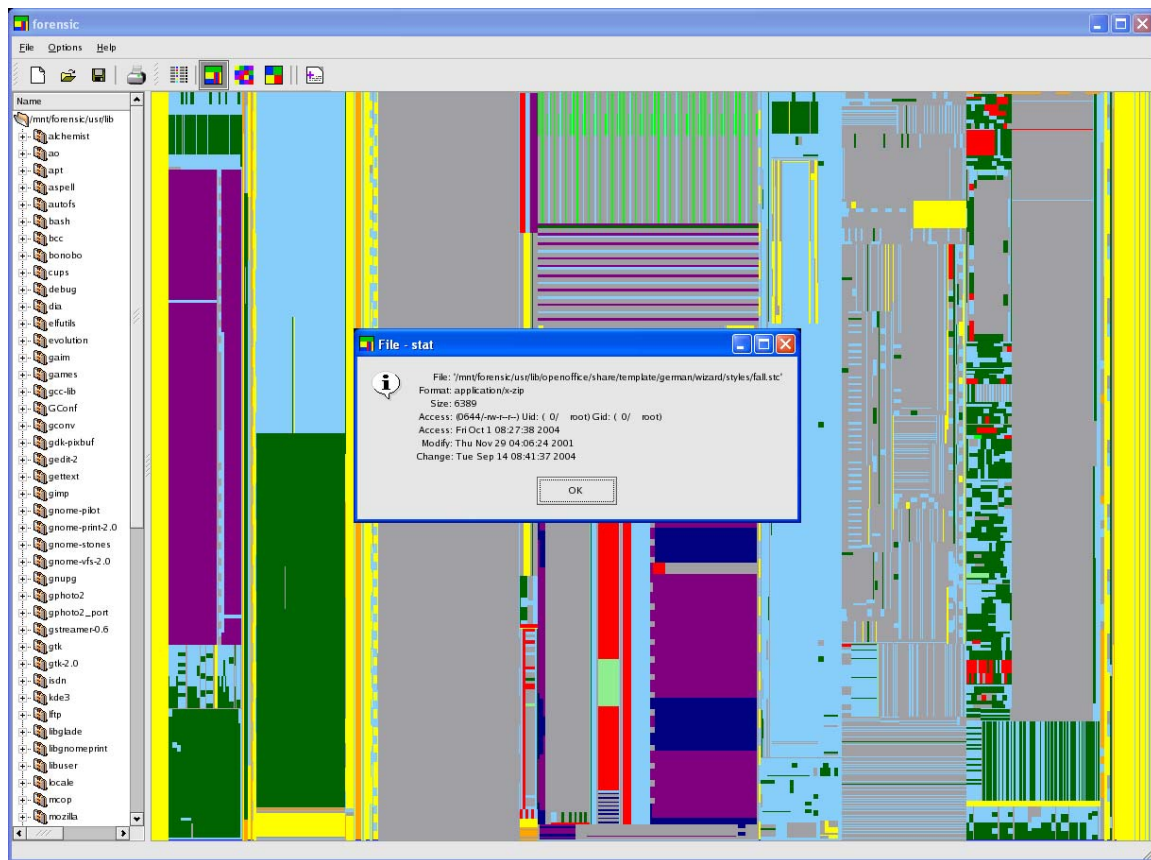 forensic
File Options Help
Name
/mnt/forensic/usr/lib
alchemist
ao
apt
aspell
autofs
bash
bcc
bonobo
cups
debug
dia
elfutils
evolution
gaim
games
gcc-lib
GConf
gconv
gdk-pixbuf
gedit-2
gettext
gimp
gnome-pilot
gnome-print-2.0
gnome-stones
gnome-vfs-2.0
gnupg
gphoto2
gphoto2_port
gstreamer-0.6
gtk
gtk-2.0
isdn
kde3
lftp
libglade
libgnomeprint
libuser
locale
mcop
mozilla
File - stat
File: '/mnt/forensic/usr/lib/openoffice/share/template/german/wizard/styles/fall.stc'
Format: application/x-zip
Size: 6389
Access: (0644/-rw-r--r--) Uid: ( 0/ root) Gid: ( 0/ root)
Access: Fri Oct 1 08:27:38 2004
Modify: Thu Nov 29 04:06:24 2001
Change: Tue Sep 14 08:41:37 2004
OK